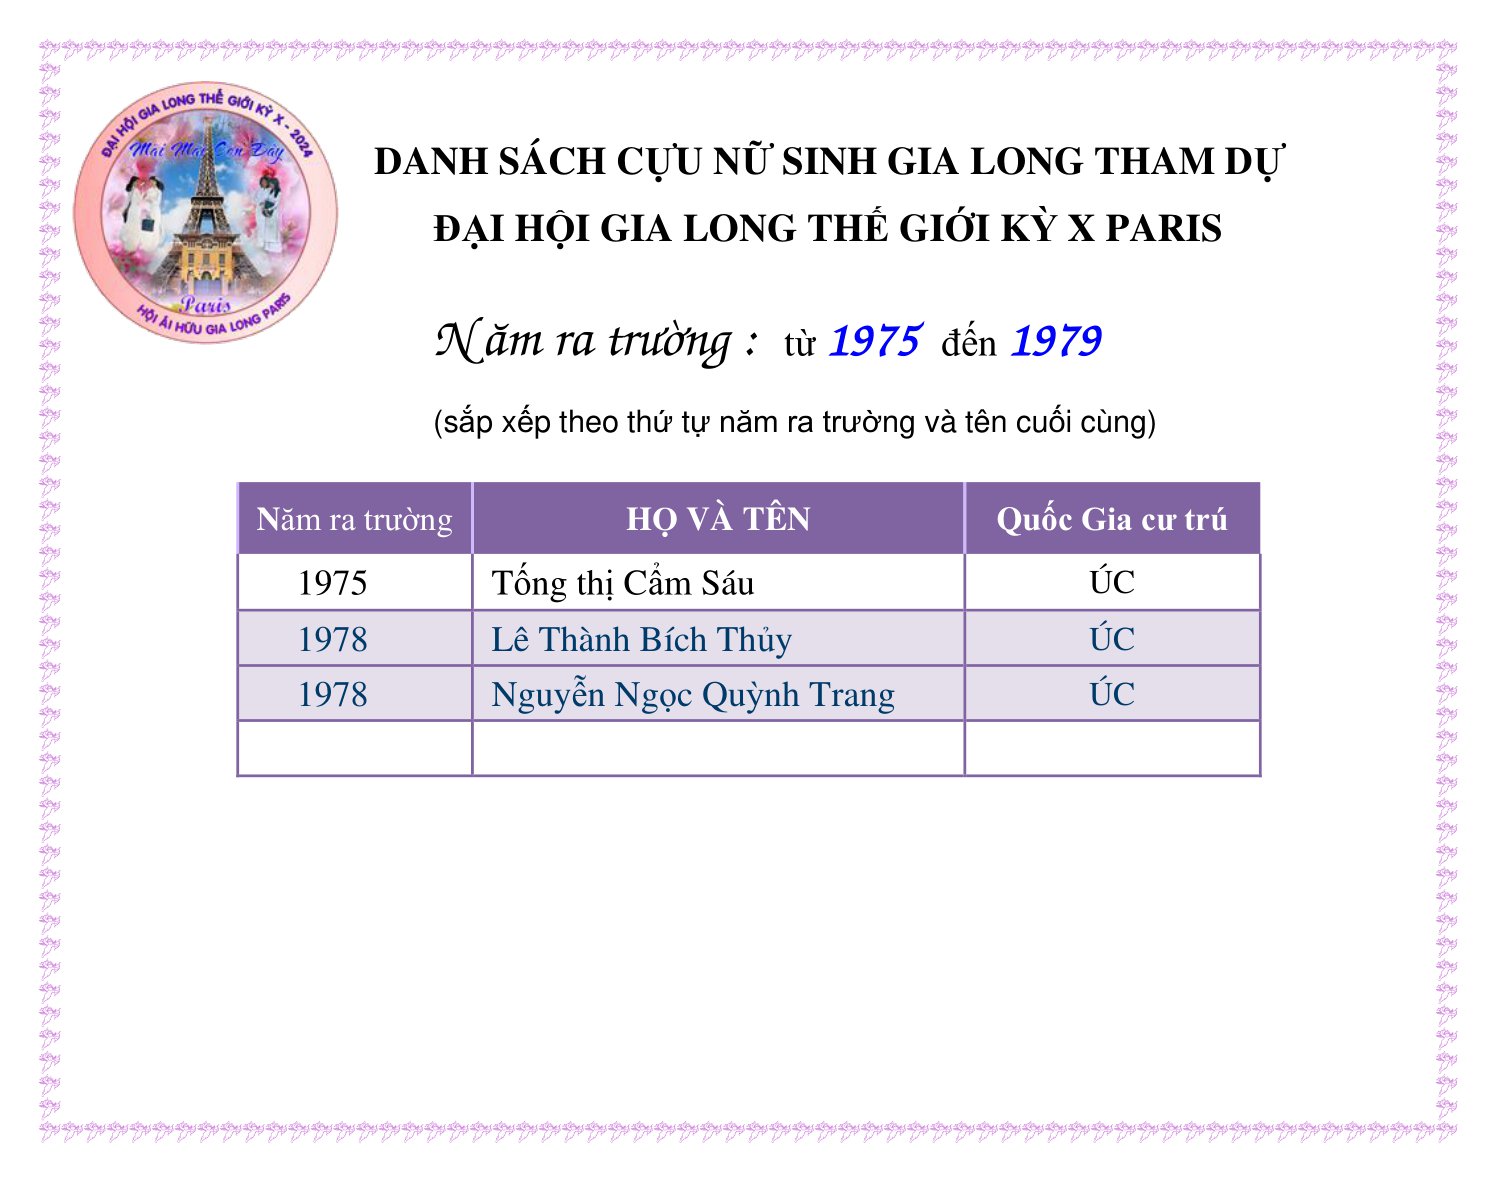 ĐẠI HỘI GIA LONG THẾ GIỚI KỲ X - 2024
Mãi Mãi Còn Đây
Paris
HỘI ÁI HỮU GIA LONG PARIS
DANH SÁCH CỰU NỮ SINH GIA LONG THAM DỰ
ĐẠI HỘI GIA LONG THẾ GIỚI KỲ X PARIS
Năm ra trường : từ 1975 đến 1979
(sắp xếp theo thứ tự năm ra trường và tên cuối cùng)
Năm ra trường HỌ VÀ TÊN Quốc Gia cư trú
1975 Tống thị Cẩm Sáu ÚC
1978 Lê Thành Bích Thủy ÚC
1978 Nguyễn Ngọc Quỳnh Trang ÚC